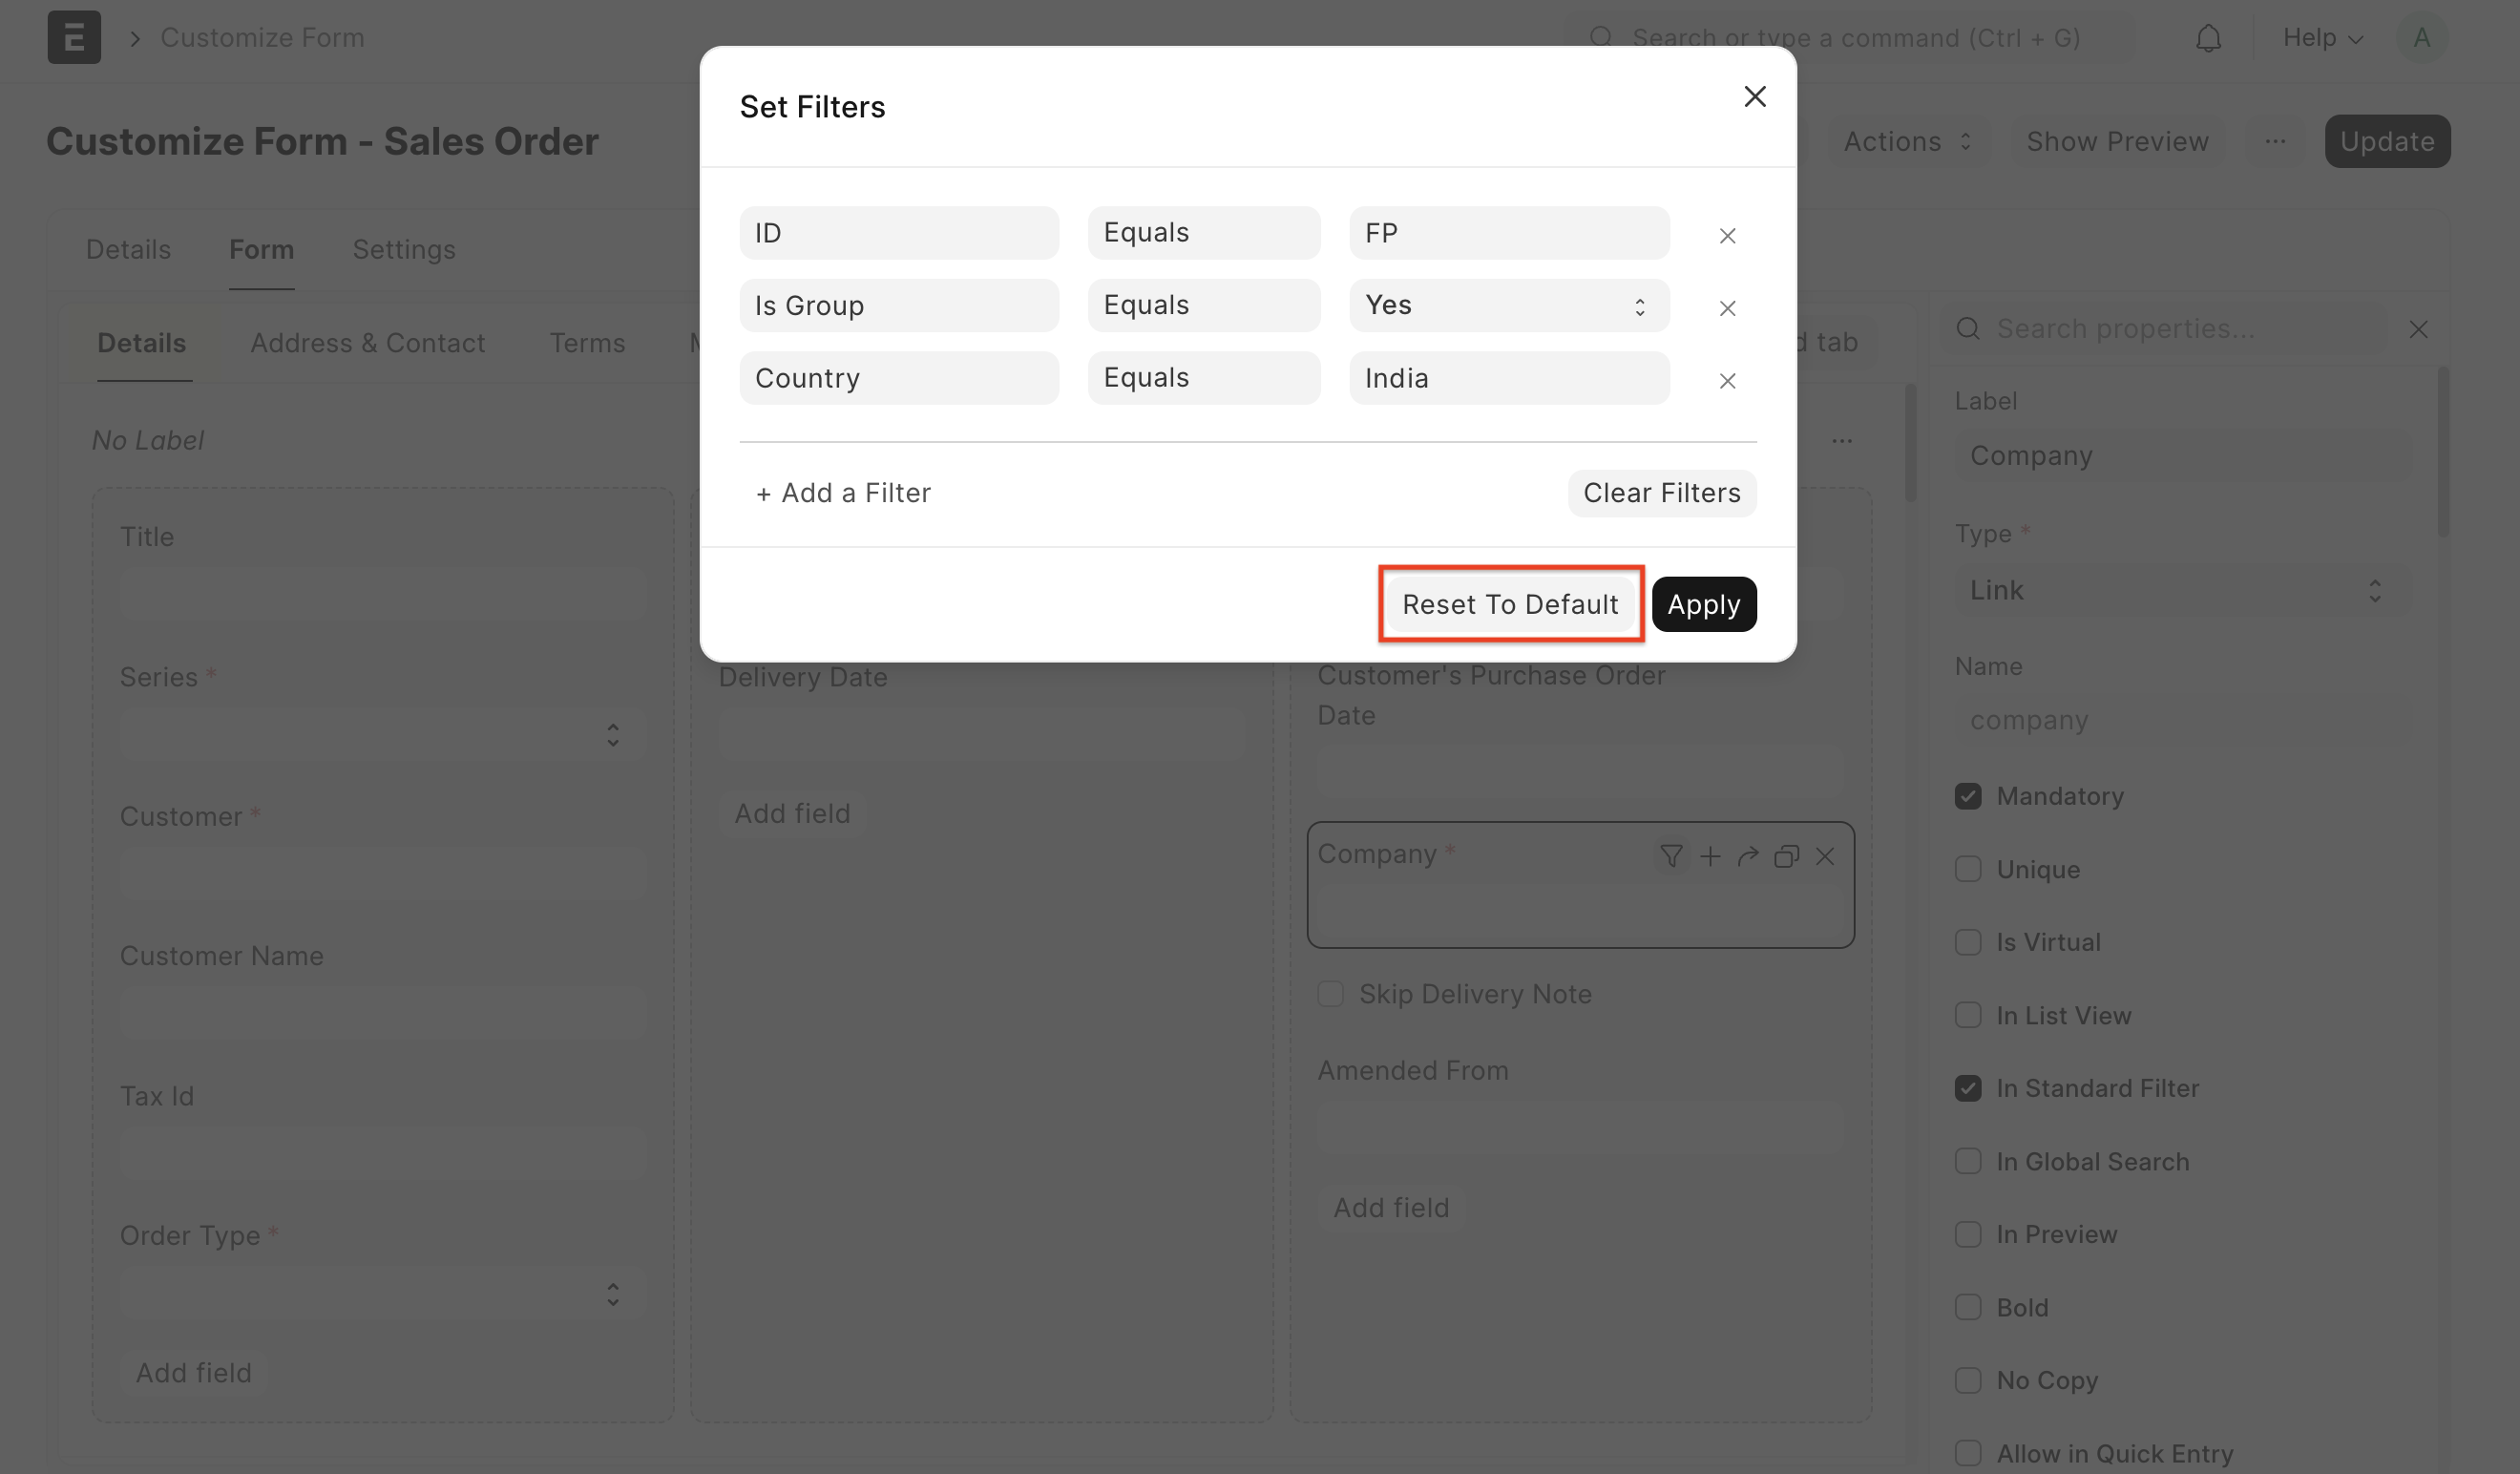 E
Customize Form
Search or type a command (Ctrl + G)
Help
A
Customize Form - Sales Order
Actions
Show Preview
Update
Set Filters
ID
Equals
FP
Is Group
Equals
Yes
Country
Equals
India
+ Add a Filter
Clear Filters
Reset To Default
Apply
Details
Form
Settings
Details
Address & Contact
Terms
tab
No Label
Title
Series *
Customer *
Customer Name
Tax Id
Order Type *
Add field
Delivery Date
Add field
Customer's Purchase Order
Date
Company *
Skip Delivery Note
Amended From
Add field
Search properties...
Label
Company
Type *
Link
Name
company
Mandatory
Unique
Is Virtual
In List View
In Standard Filter
In Global Search
In Preview
Bold
No Copy
Allow in Quick Entry